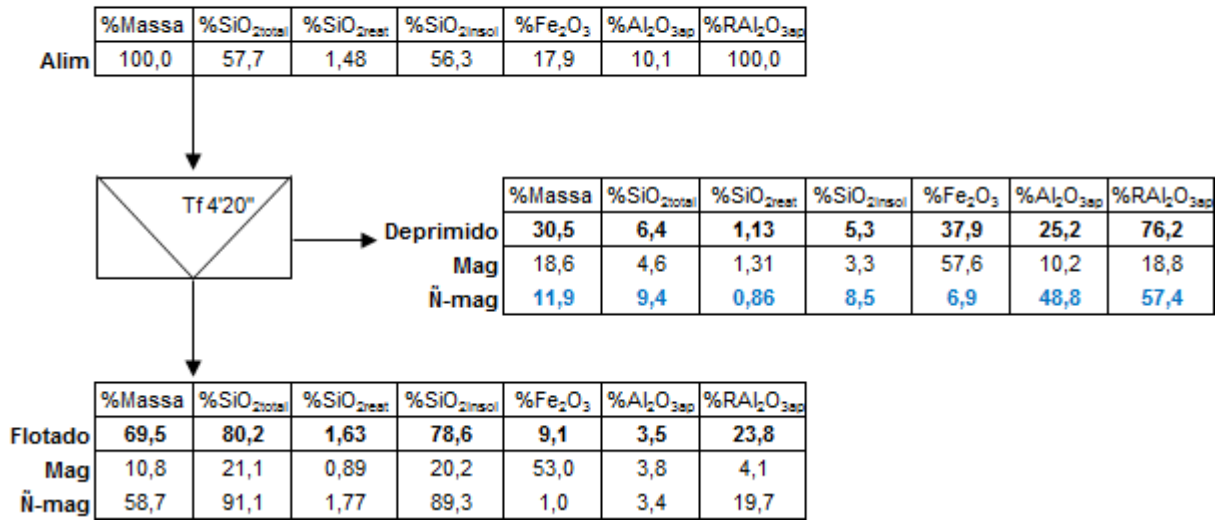 %Massa %SiO₂total %SiO₂reat %SiO₂insol %Fe₂O₃ %Al₂O₃ap %RAl₂O₃ap
Alim 100,0 57,7 1,48 56,3 17,9 10,1 100,0
Tf 4'20"
%Massa %SiO₂total %SiO₂reat %SiO₂insol %Fe₂O₃ %Al₂O₃ap %RAl₂O₃ap
Deprimido 30,5 6,4 1,13 5,3 37,9 25,2 76,2
Mag 18,6 4,6 1,31 3,3 57,6 10,2 18,8
Ñ-mag 11,9 9,4 0,86 8,5 6,9 48,8 57,4
%Massa %SiO₂total %SiO₂reat %SiO₂insol %Fe₂O₃ %Al₂O₃ap %RAl₂O₃ap
Flotado 69,5 80,2 1,63 78,6 9,1 3,5 23,8
Mag 10,8 21,1 0,89 20,2 53,0 3,8 4,1
Ñ-mag 58,7 91,1 1,77 89,3 1,0 3,4 19,7